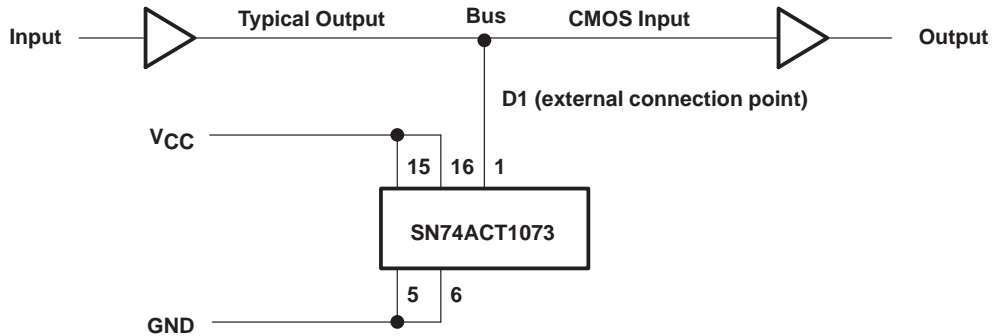 Input
Typical Output
Bus
CMOS Input
Output
D1 (external connection point)
VCC
15
16
1
SN74ACT1073
5
6
GND